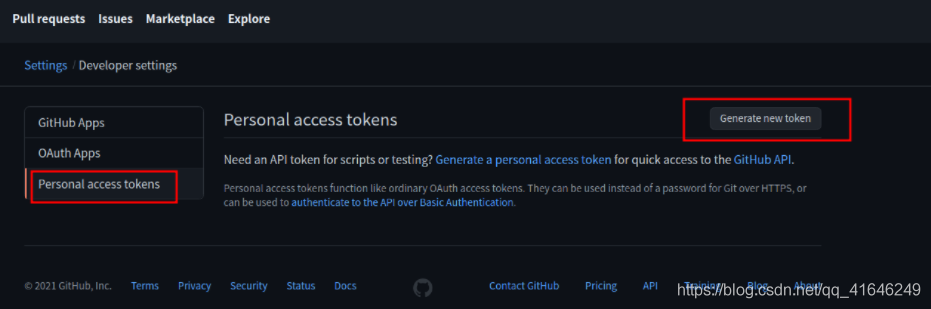 Pull requests Issues Marketplace Explore
Settings / Developer settings
GitHub Apps
OAuth Apps
Personal access tokens
Personal access tokens
Generate new token
Need an API token for scripts or testing? Generate a personal access token for quick access to the GitHub API.
Personal access tokens function like ordinary OAuth access tokens. They can be used instead of a password for Git over HTTPS, or
can be used to authenticate to the API over Basic Authentication.
© 2021 GitHub, Inc. Terms Privacy Security Status Docs Contact GitHub Pricing API Training Blog About
https://blog.csdn.net/qq_41646249